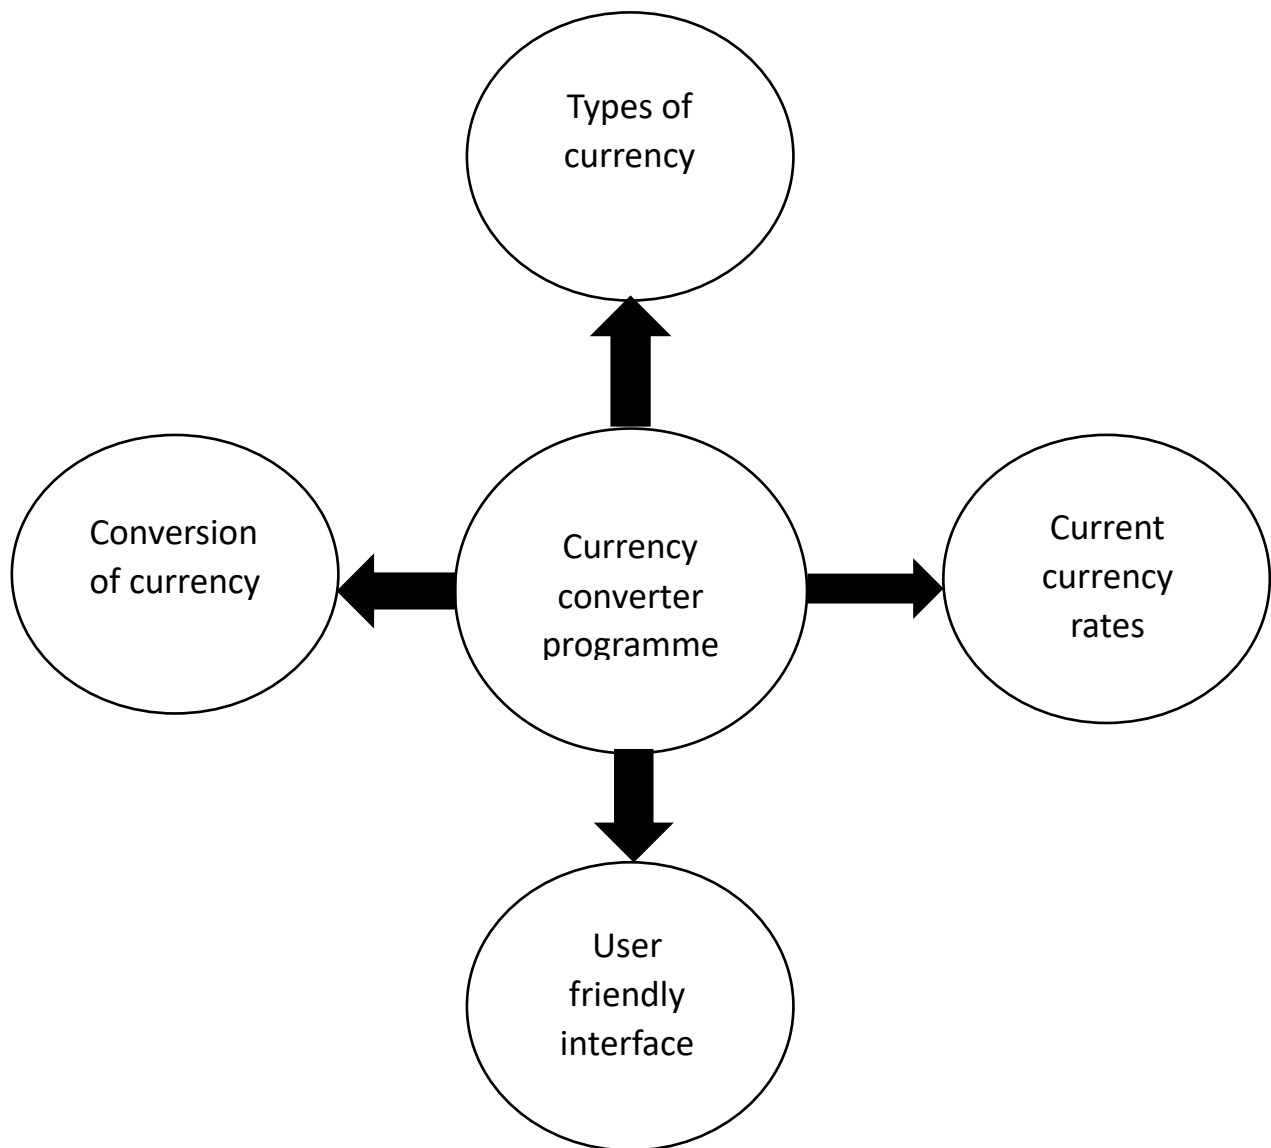 Types of
currency
Conversion
of currency
Currency
converter
programme
Current
currency
rates
User
friendly
interface